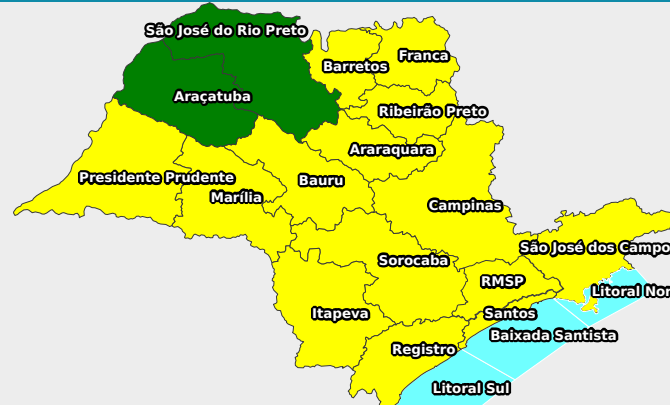 São José do Rio Preto
Franca
Barretos
Araçatuba
Ribeirão Preto
Araraquara
Presidente Prudente
Bauru
Marília
Campinas
São José dos Campo
Sorocaba
RMSP
Litoral Nor
Itapeva
Santos
Baixada Santista
Registro
Litoral Sul